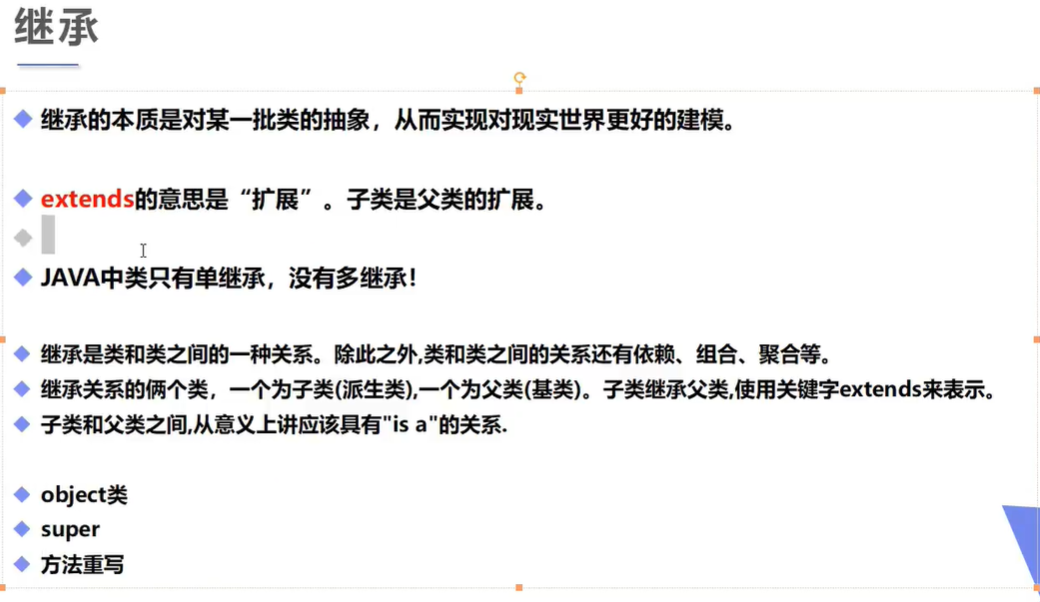 继承
继承的本质是对某一批类的抽象，从而实现对现实世界更好的建模。
extends的意思是“扩展”。子类是父类的扩展。
JAVA中类只有单继承，没有多继承！
继承是类和类之间的一种关系。除此之外,类和类之间的关系还有依赖、组合、聚合等。
继承关系的俩个类，一个为子类(派生类),一个为父类(基类)。子类继承父类,使用关键字extends来表示。
子类和父类之间,从意义上讲应该具有"is a"的关系.
object类
super
方法重写